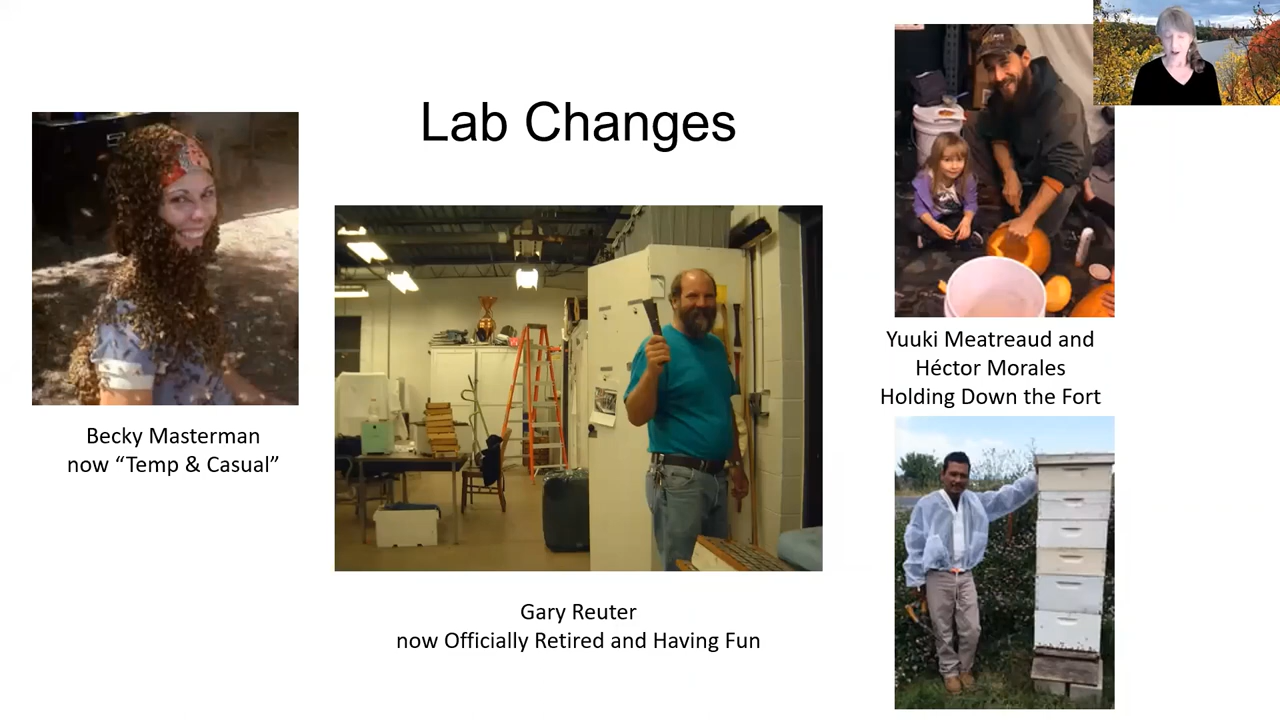 Lab Changes
Becky Masterman
now “Temp & Casual”
Gary Reuter
now Officially Retired and Having Fun
Yuuki Meatreaud and
Héctor Morales
Holding Down the Fort